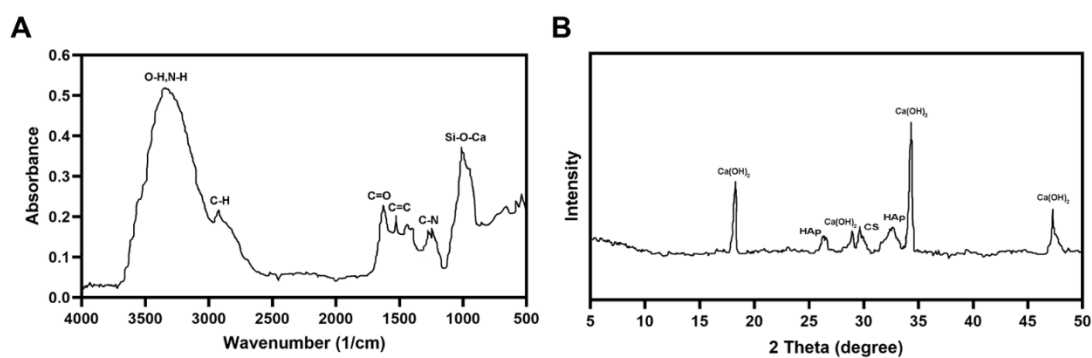 A
0.6
0.5
0.4
0.3
0.2
0.1
0.0
Absorbance
O-H,N-H
C-H
C=O
C=C
C-N
Si-O-Ca
4000 3500 3000 2500 2000 1500 1000 500
Wavenumber (1/cm)
B
Intensity
Ca(OH)2
HAp
Ca(OH)2
CS
HAp
Ca(OH)2
Ca(OH)2
5 10 15 20 25 30 35 40 45 50
2 Theta (degree)